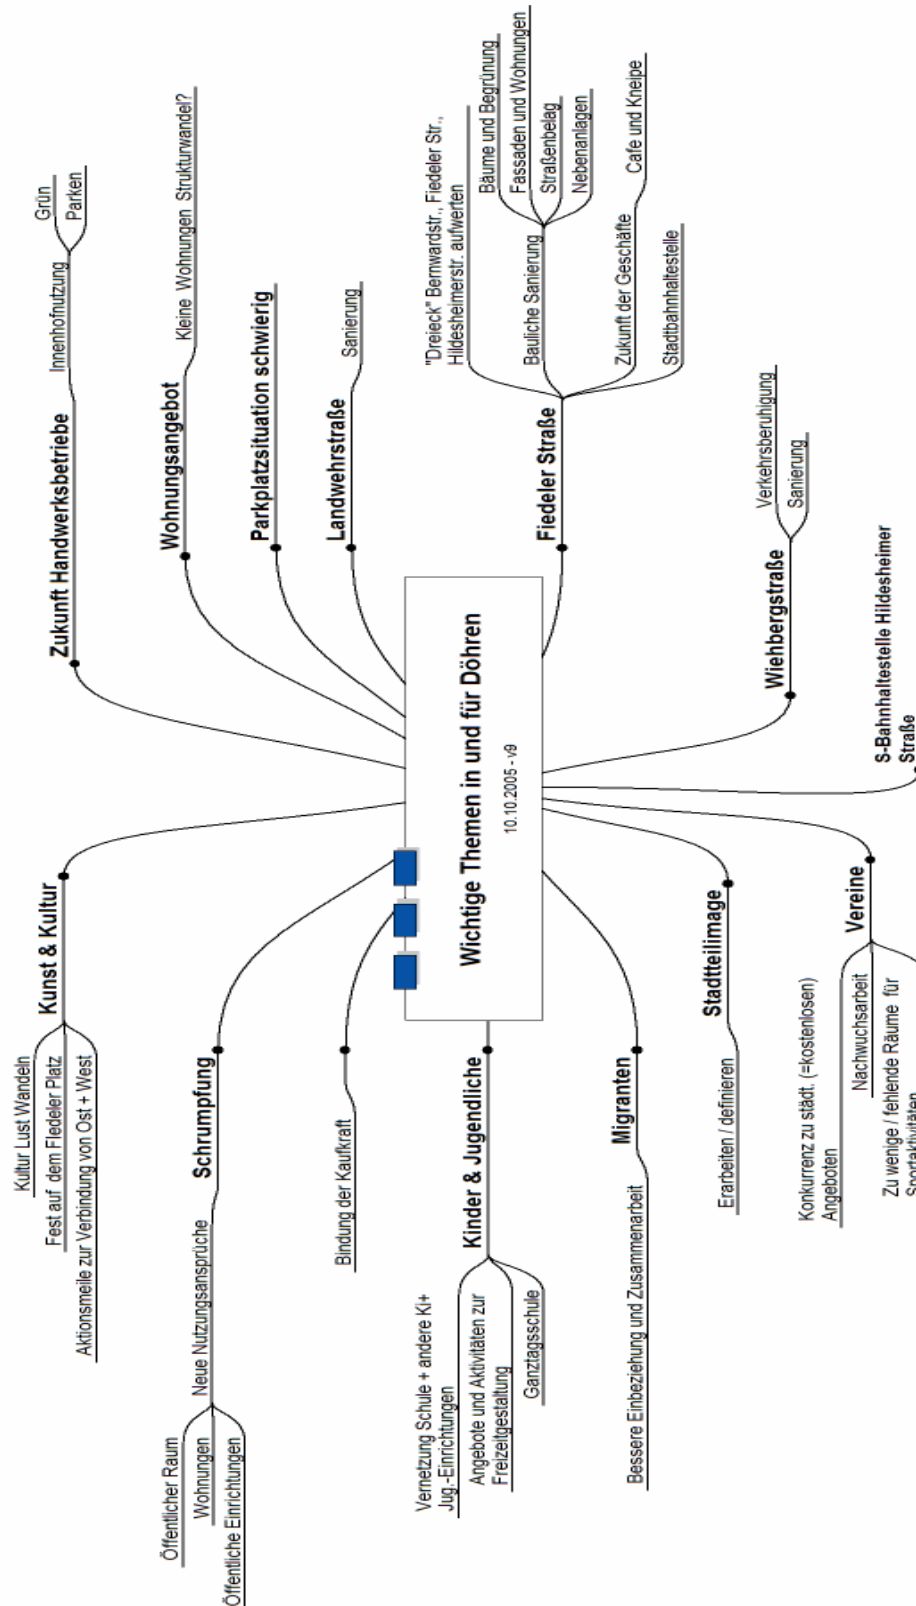 Wichtige Themen in und für Döhren
10.10.2005 - v9
Kunst & Kultur
Kultur Lust Wandeln
Fest auf dem Fiedeler Platz
Aktionsmeile zur Verbindung von Ost + West
Schrumpfung
Neue Nutzungsansprüche
Öffentlicher Raum
Wohnungen
Öffentliche Einrichtungen
Bindung der Kaufkraft
Kinder & Jugendliche
Vernetzung Schule + andere Ki+
Jug.-Einrichtungen
Angebote und Aktivitäten zur
Freizeitgestaltung
Ganztagsschule
Migranten
Bessere Einbeziehung und Zusammenarbeit
Stadtteilimage
Erarbeiten / definieren
Vereine
Konkurrenz zu städt. (=kostenlosen)
Angeboten
Nachwuchsarbeit
Zu wenige / fehlende Räume für
Sportaktivitäten
Zukunft Handwerksbetriebe
Innenhofnutzung
Grün
Parken
Wohnungsangebot
Kleine Wohnungen Strukturwandel?
Parkplatzsituation schwierig
Landwehrstraße
Sanierung
Fiedeler Straße
"Dreieck" Bernwardstr., Fiedeler Str.,
Hildesheimerstr. aufwerten
Bauliche Sanierung
Bäume und Begrünung
Fassaden und Wohnungen
Straßenbelag
Nebenanlagen
Zukunft der Geschäfte
Cafe und Kneipe
Stadtbahnhaltestelle
Wiehbergstraße
Verkehrsberuhigung
Sanierung
S-Bahnhaltestelle Hildesheimer
Straße